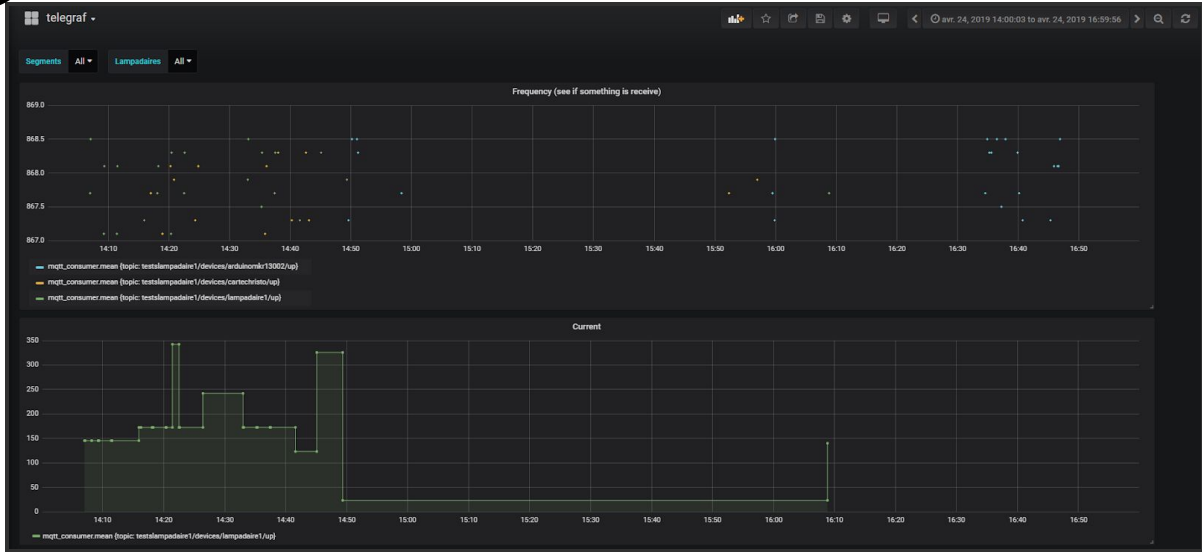 telegraf
avr. 24, 2019 14:00:03 to avr. 24, 2019 16:59:56
Segments All Lampadaires All
Frequency (see if something is receive)
869.0
868.5
868.0
867.5
867.0
14:10 14:20 14:30 14:40 14:50 15:00 15:10 15:20 15:30 15:40 15:50 16:00 16:10 16:20 16:30 16:40 16:50
mqtt_consumer.mean {topic: testslampadaire1/devices/arduinomkr13002/up}
mqtt_consumer.mean {topic: testslampadaire1/devices/cartechristo/up}
mqtt_consumer.mean {topic: testslampadaire1/devices/lampadaire1/up}
Current
350
300
250
200
150
100
50
0
14:10 14:20 14:30 14:40 14:50 15:00 15:10 15:20 15:30 15:40 15:50 16:00 16:10 16:20 16:30 16:40 16:50
mqtt_consumer.mean {topic: testslampadaire1/devices/lampadaire1/up}